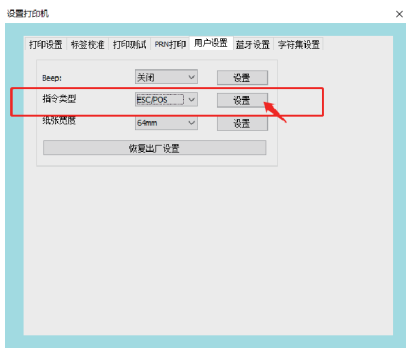 设置打印机
打印设置 标签校准 打印测试 PRN打印 用户设置 蓝牙设置 字符集设置
Beep: 关闭 设置
指令类型 ESC/POS 设置
纸张宽度 64mm 设置
恢复出厂设置